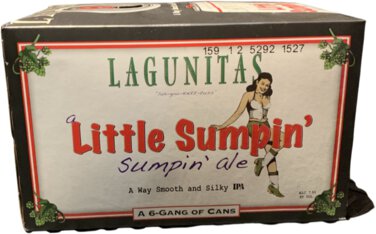 159 1 2 5292 1527
LAGUNITAS
a
Little Sumpin'
Sumpin' ale
A Way Smooth and Silky IPA
A 6-GANG OF CANS